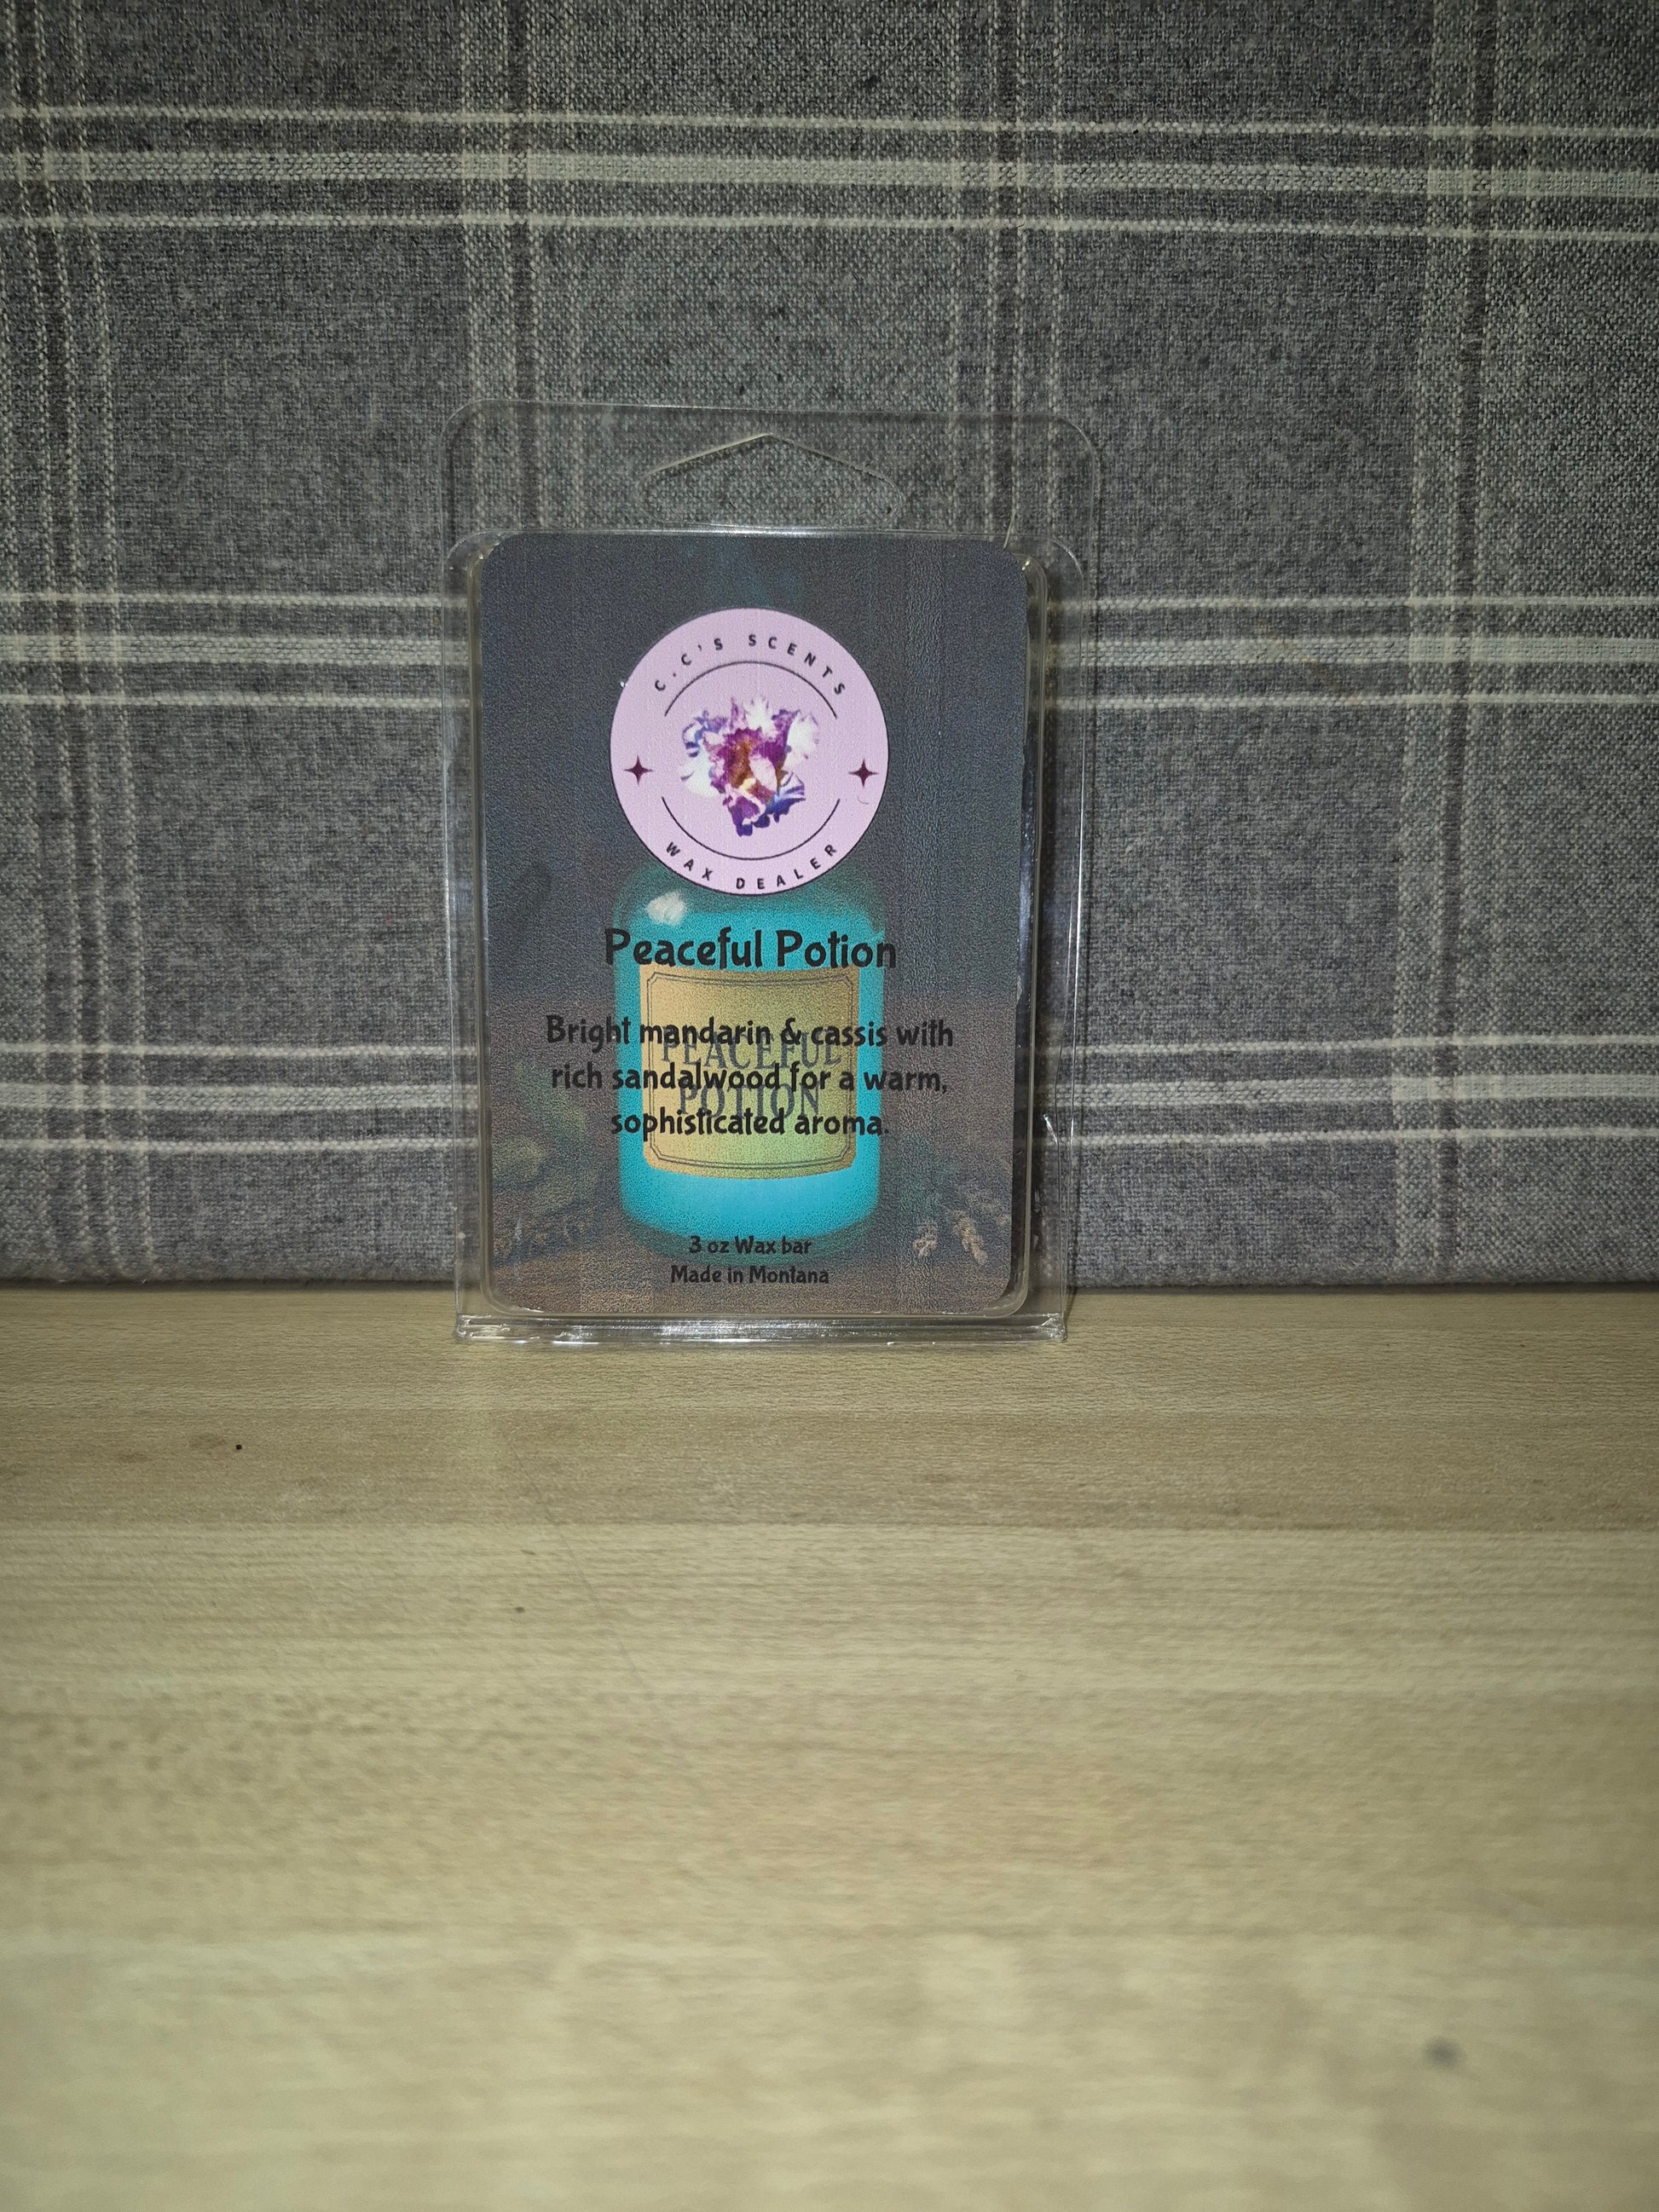 C.C'S SCENTS
WAX DEALER
Peaceful Potion
Bright mandarin & cassis with
PEACEFUL
rich sandalwood for a warm,
POTION
sophisticated aroma.
3 oz Wax bar
Made in Montana